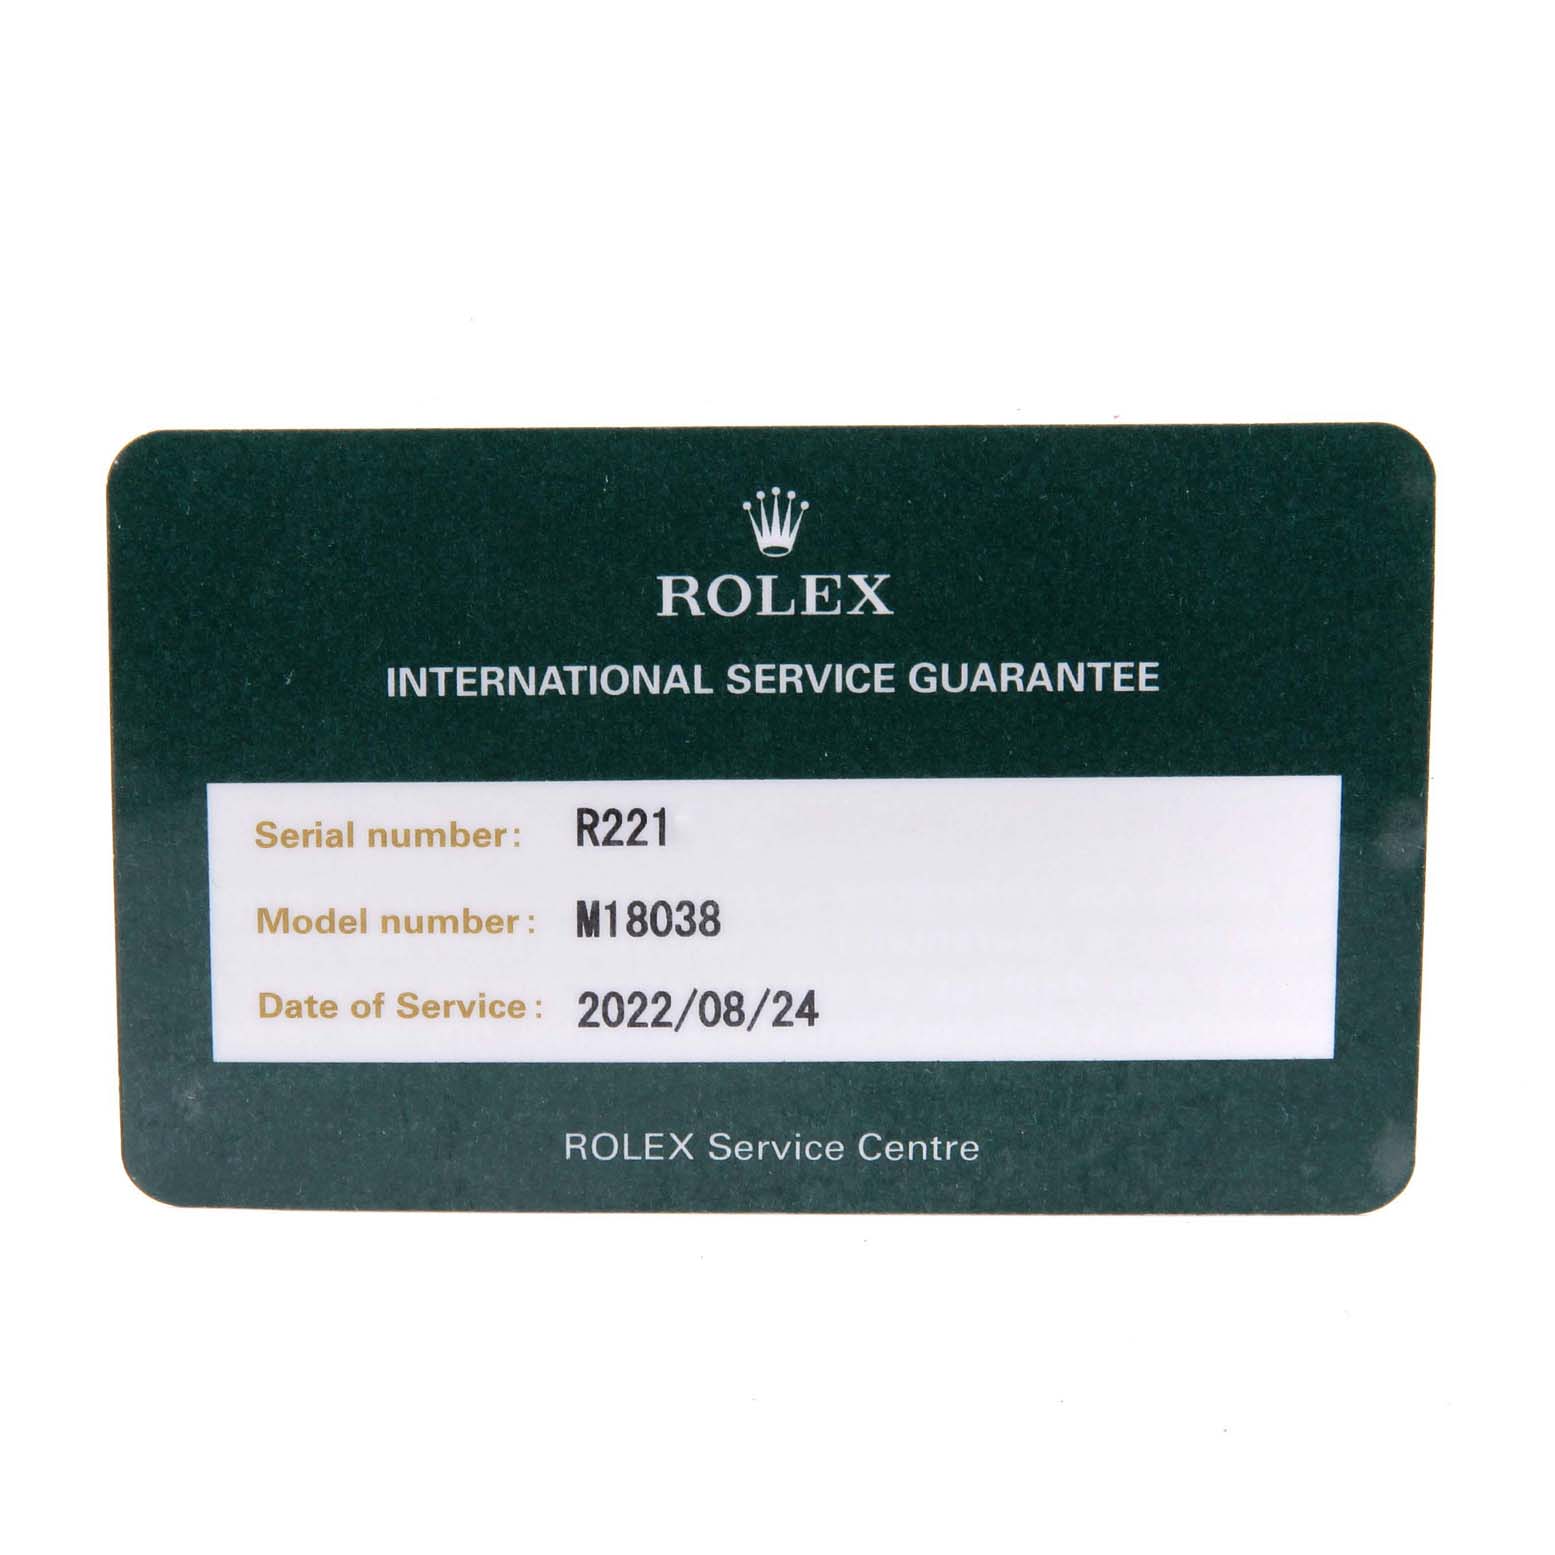 ROLEX
INTERNATIONAL SERVICE GUARANTEE
Serial number: R221
Model number: M18038
Date of Service: 2022/08/24
ROLEX Service Centre